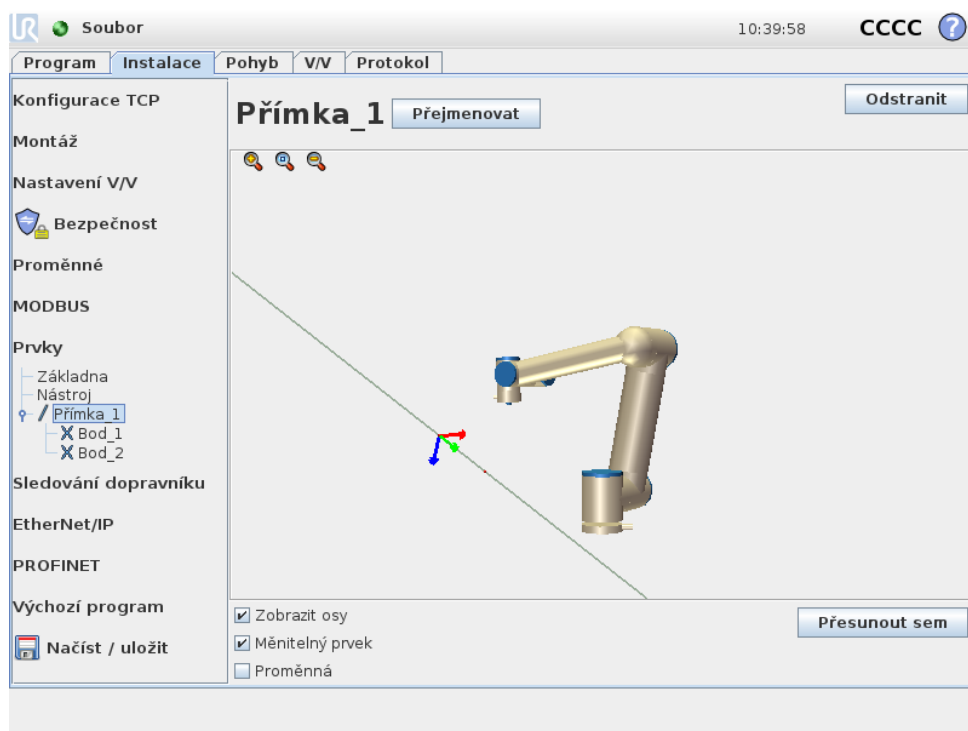 UR Soubor 10:39:58 CCCC ?
Program Instalace Pohyb V/V Protokol
Konfigurace TCP
Montáž
Nastavení V/V
Bezpečnost
Proměnné
MODBUS
Prvky
Základna
Nástroj
Přímka_1
Bod_1
Bod_2
Sledování dopravníku
EtherNet/IP
PROFINET
Výchozí program
Načíst / uložit
Přímka_1 Přejmenovat Odstranit
Zobrazit osy
Měnitelný prvek
Proměnná
Přesunout sem